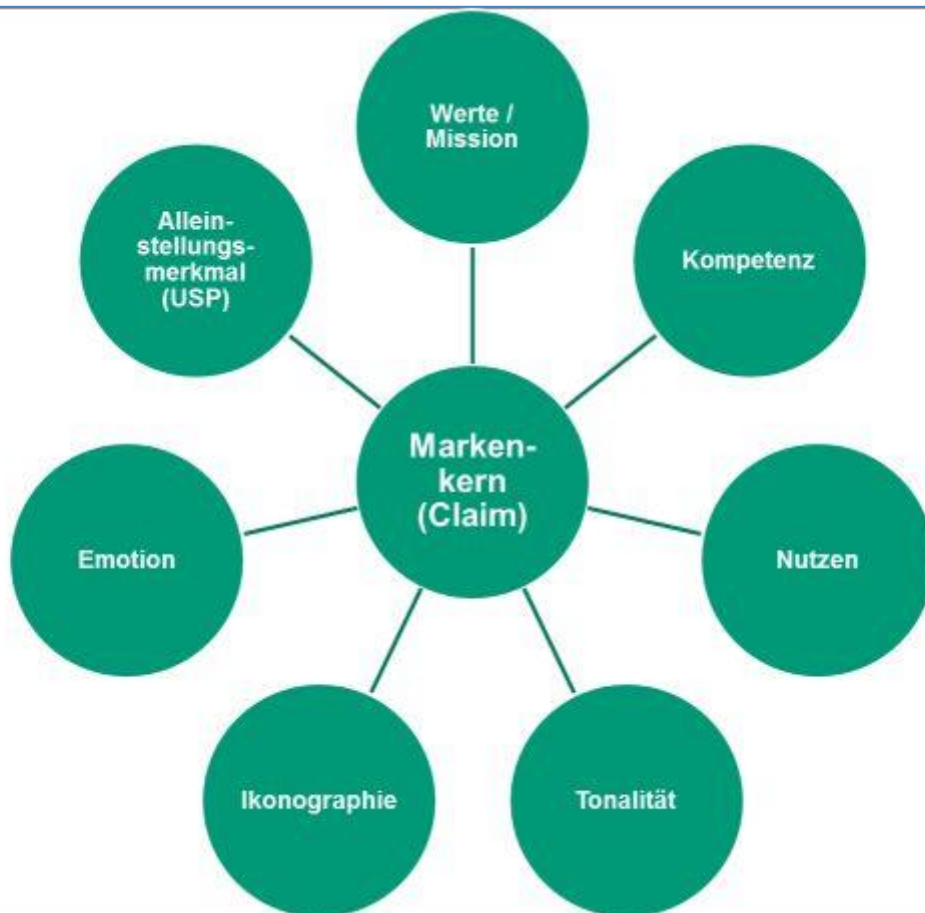 Werte /
Mission
Allein-
stellungs-
merkmal
(USP)
Kompetenz
Marken-
kern
(Claim)
Emotion
Nutzen
Ikonographie
Tonalität